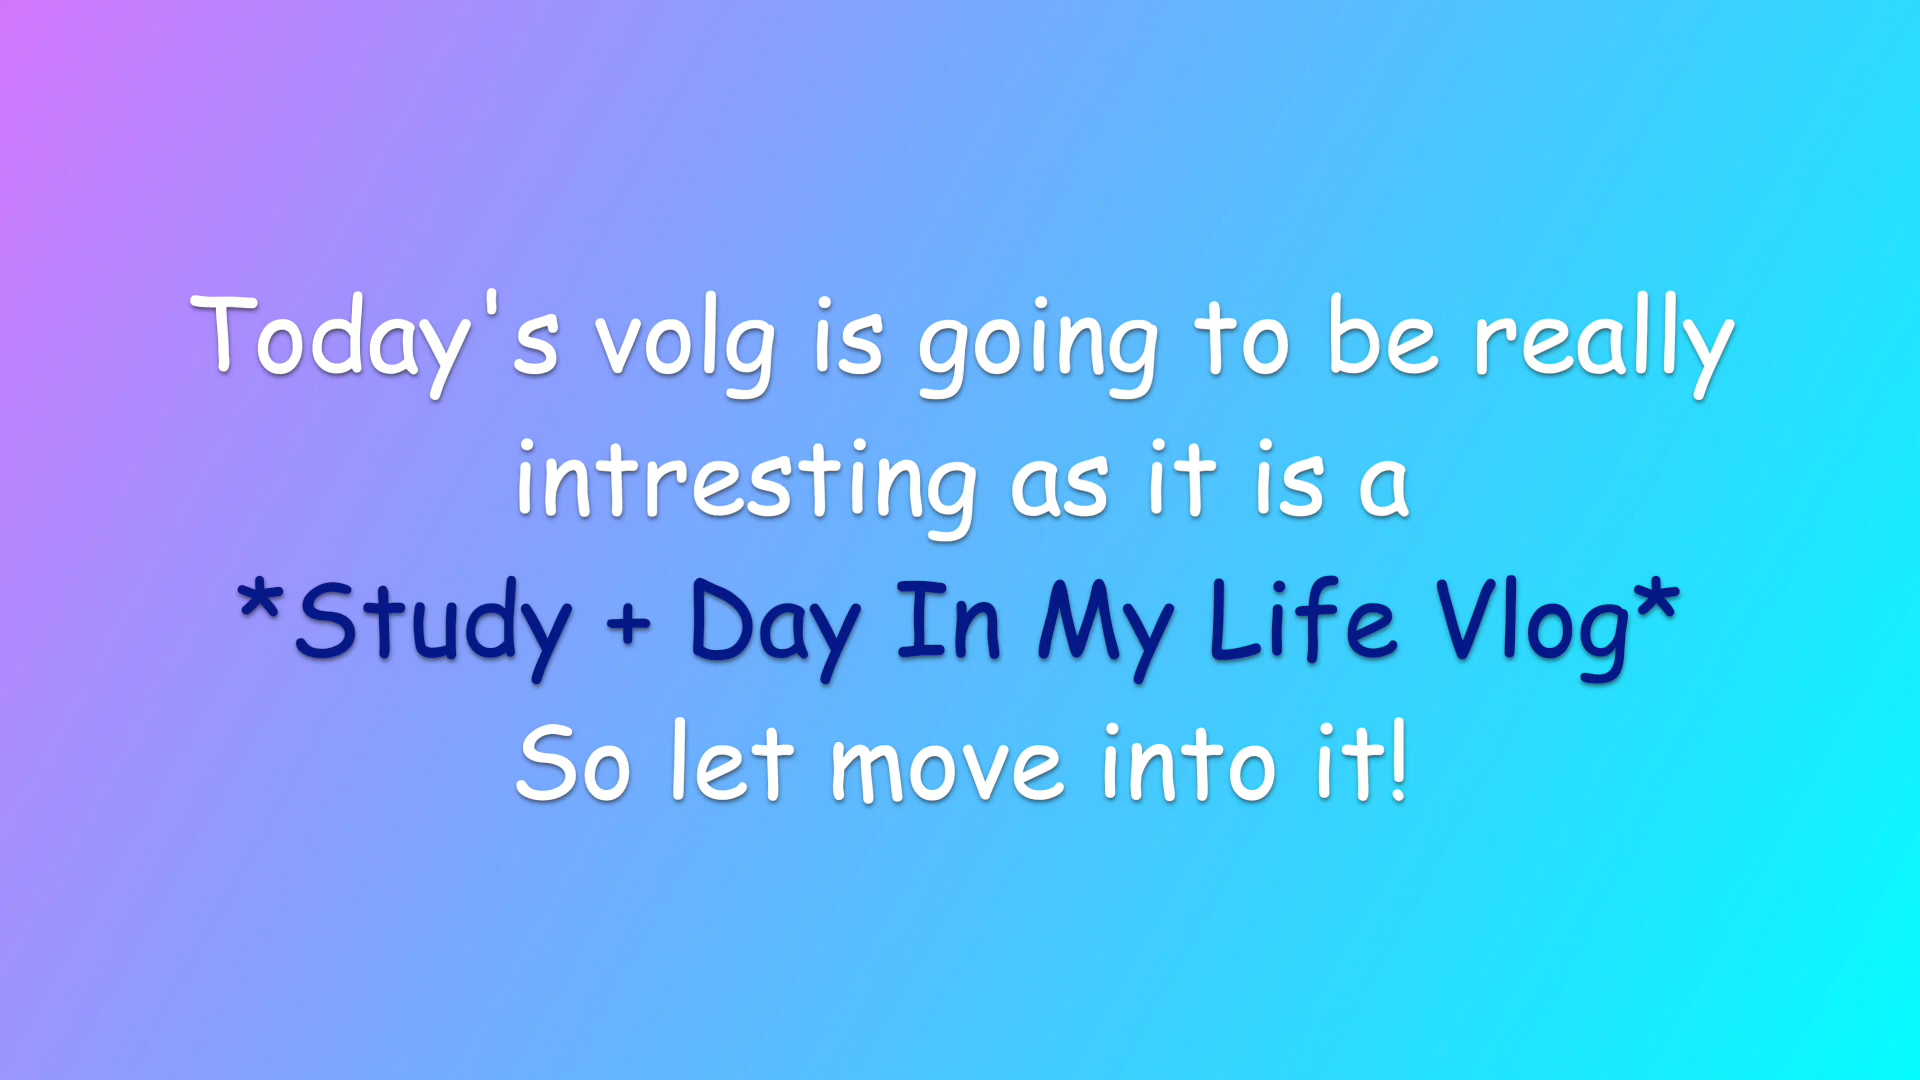 Today's volg is going to be really
intresting as it is a
*Study + Day In My Life Vlog*
So let move into it!